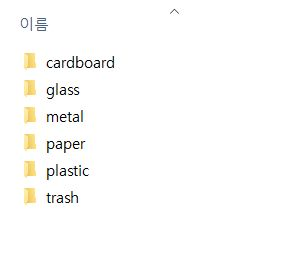 이름
cardboard
glass
metal
paper
plastic
trash